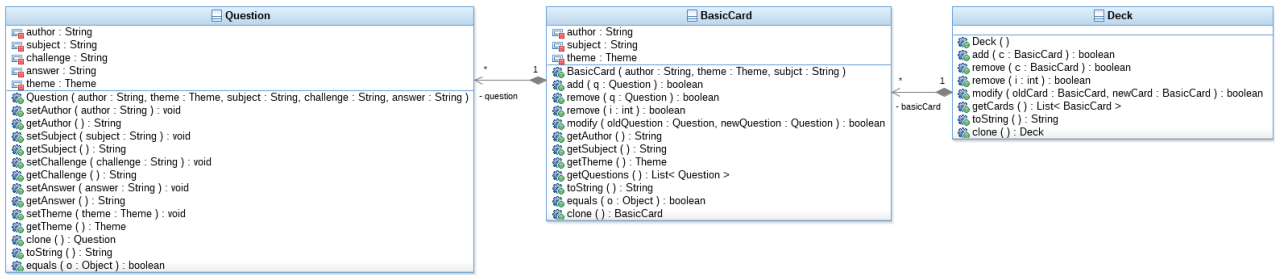 Question
author : String
subject : String
challenge : String
answer : String
theme : Theme
Question ( author : String, theme : Theme, subject : String, challenge : String, answer : String )
setAuthor ( author : String ) : void
getAuthor ( ) : String
setSubject ( subject : String ) : void
getSubject ( ) : String
setChallenge ( challenge : String ) : void
getChallenge ( ) : String
setAnswer ( answer : String ) : void
getAnswer ( ) : String
setTheme ( theme : Theme ) : void
getTheme ( ) : Theme
clone ( ) : Question
toString ( ) : String
equals ( o : Object ) : boolean
* 1
- question
BasicCard
author : String
subject : String
theme : Theme
BasicCard ( author : String, theme : Theme, subjct : String )
add ( q : Question ) : boolean
remove ( q : Question ) : boolean
remove ( i : int ) : boolean
modify ( oldQuestion : Question, newQuestion : Question ) : boolean
getAuthor ( ) : String
getSubject ( ) : String
getTheme ( ) : Theme
getQuestions ( ) : List< Question >
toString ( ) : String
equals ( o : Object ) : boolean
clone ( ) : BasicCard
* 1
- basicCard
Deck
Deck ( )
add ( c : BasicCard ) : boolean
remove ( c : BasicCard ) : boolean
remove ( i : int ) : boolean
modify ( oldCard : BasicCard, newCard : BasicCard ) : boolean
getCards ( ) : List< BasicCard >
toString ( ) : String
clone ( ) : Deck